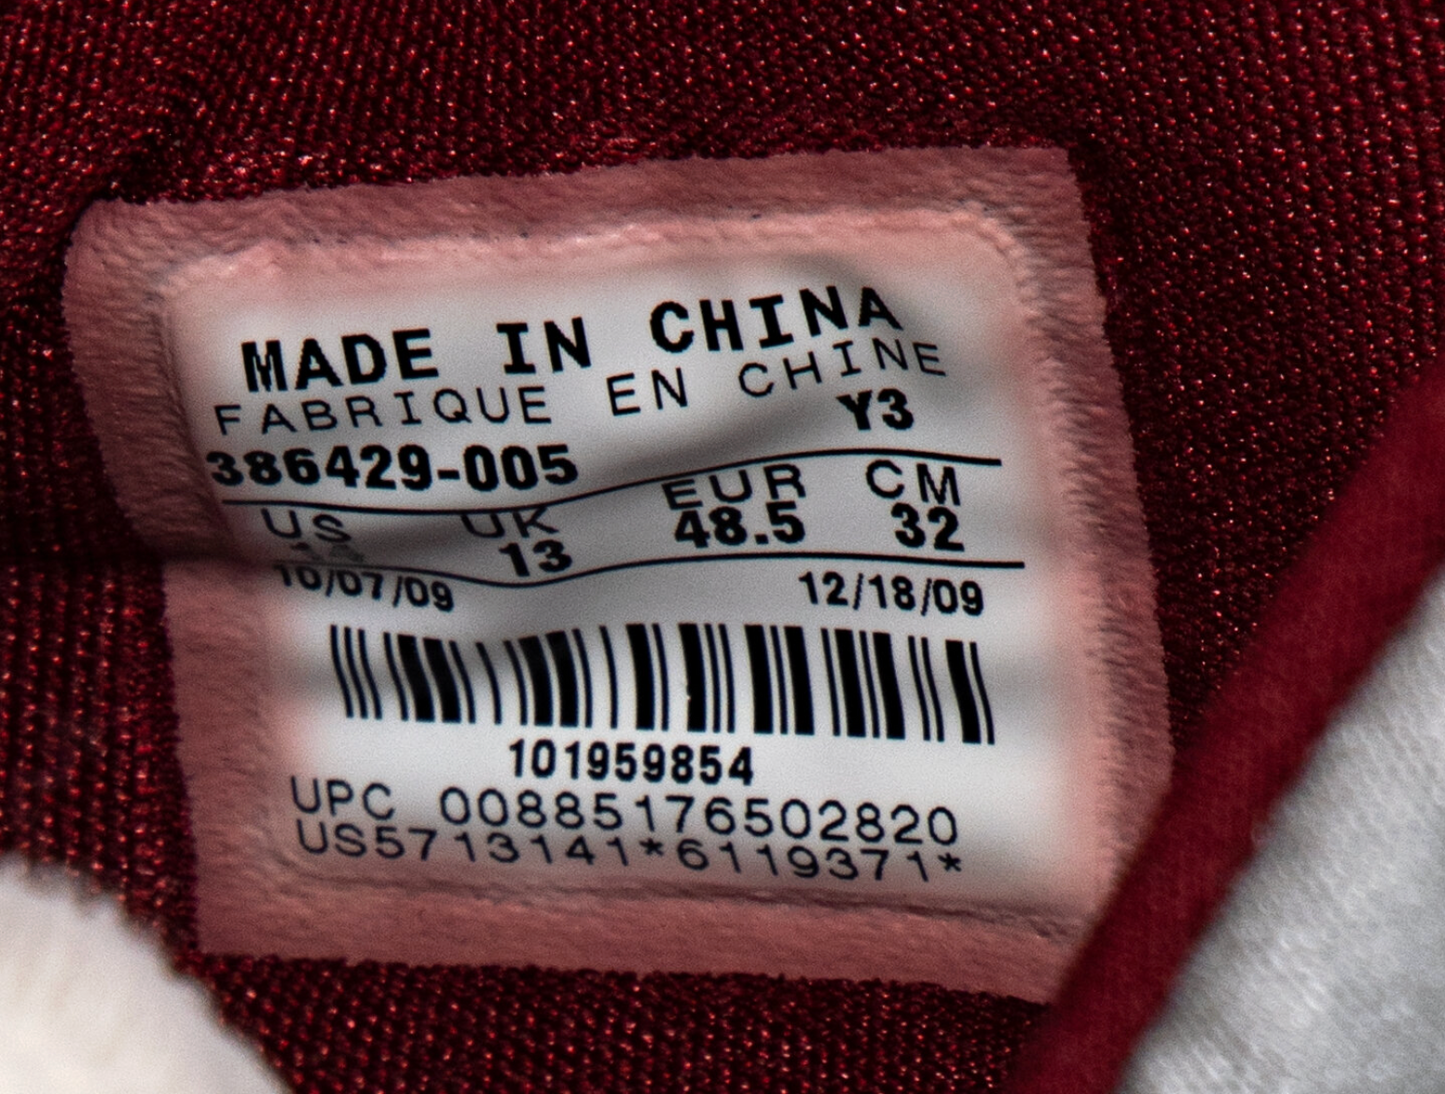 MADE IN CHINA
FABRIQUE EN CHINE
386429-005 Y3
US UK EUR CM
13 48.5 32
10/07/09 12/18/09
101959854
UPC 00885176502820
US5713141*6119371*